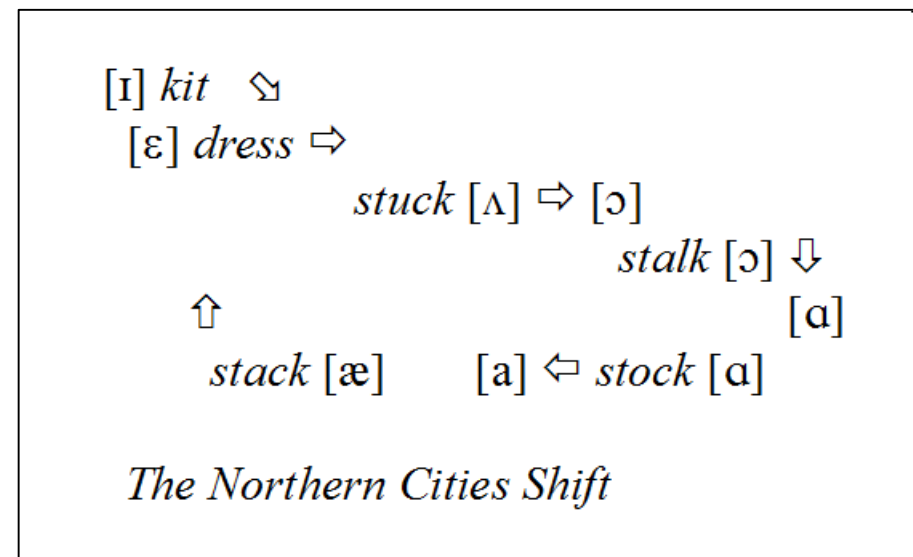 [ɪ] kit ⬂
[ɛ] dress ⇨
stuck [ʌ] ⇨ [ɔ]
stalk [ɔ] ⇩
⇧ [ɑ]
stack [æ] [a] ⇦ stock [ɑ]
The Northern Cities Shift